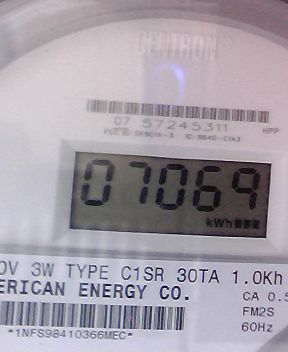 CENTRON
07 57245311
HPP
07069
kWh
0V 3W TYPE C1SR 30TA 1.0Kh
ERICAN ENERGY CO.
CA 0.5
FM2S
*1NFS98410366MEC*
60Hz